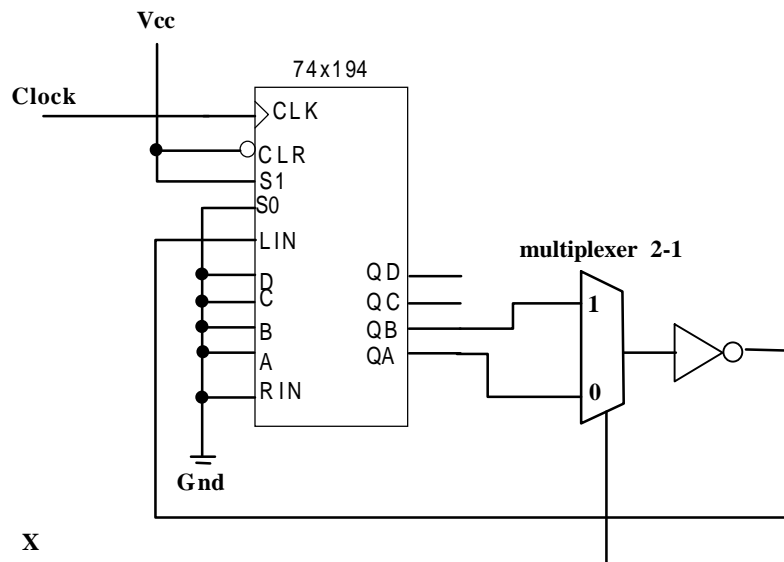 Vcc
74x194
Clock
CLK
CLR
S1
S0
LIN
multiplexer 2-1
D
QD
C
QC
1
B
QB
A
QA
RIN
0
Gnd
X